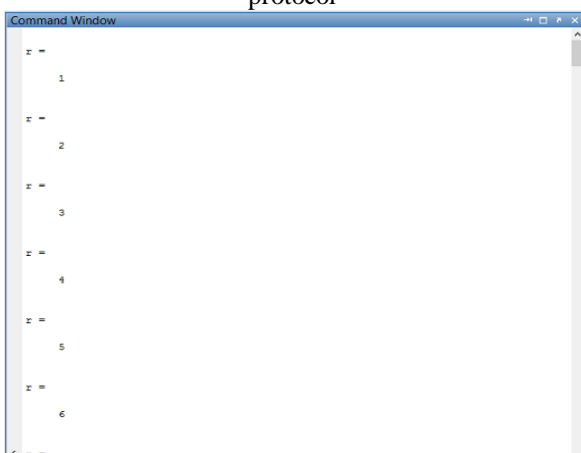 protocol
Command Window
r =
1
r =
2
r =
3
r =
4
r =
5
r =
6